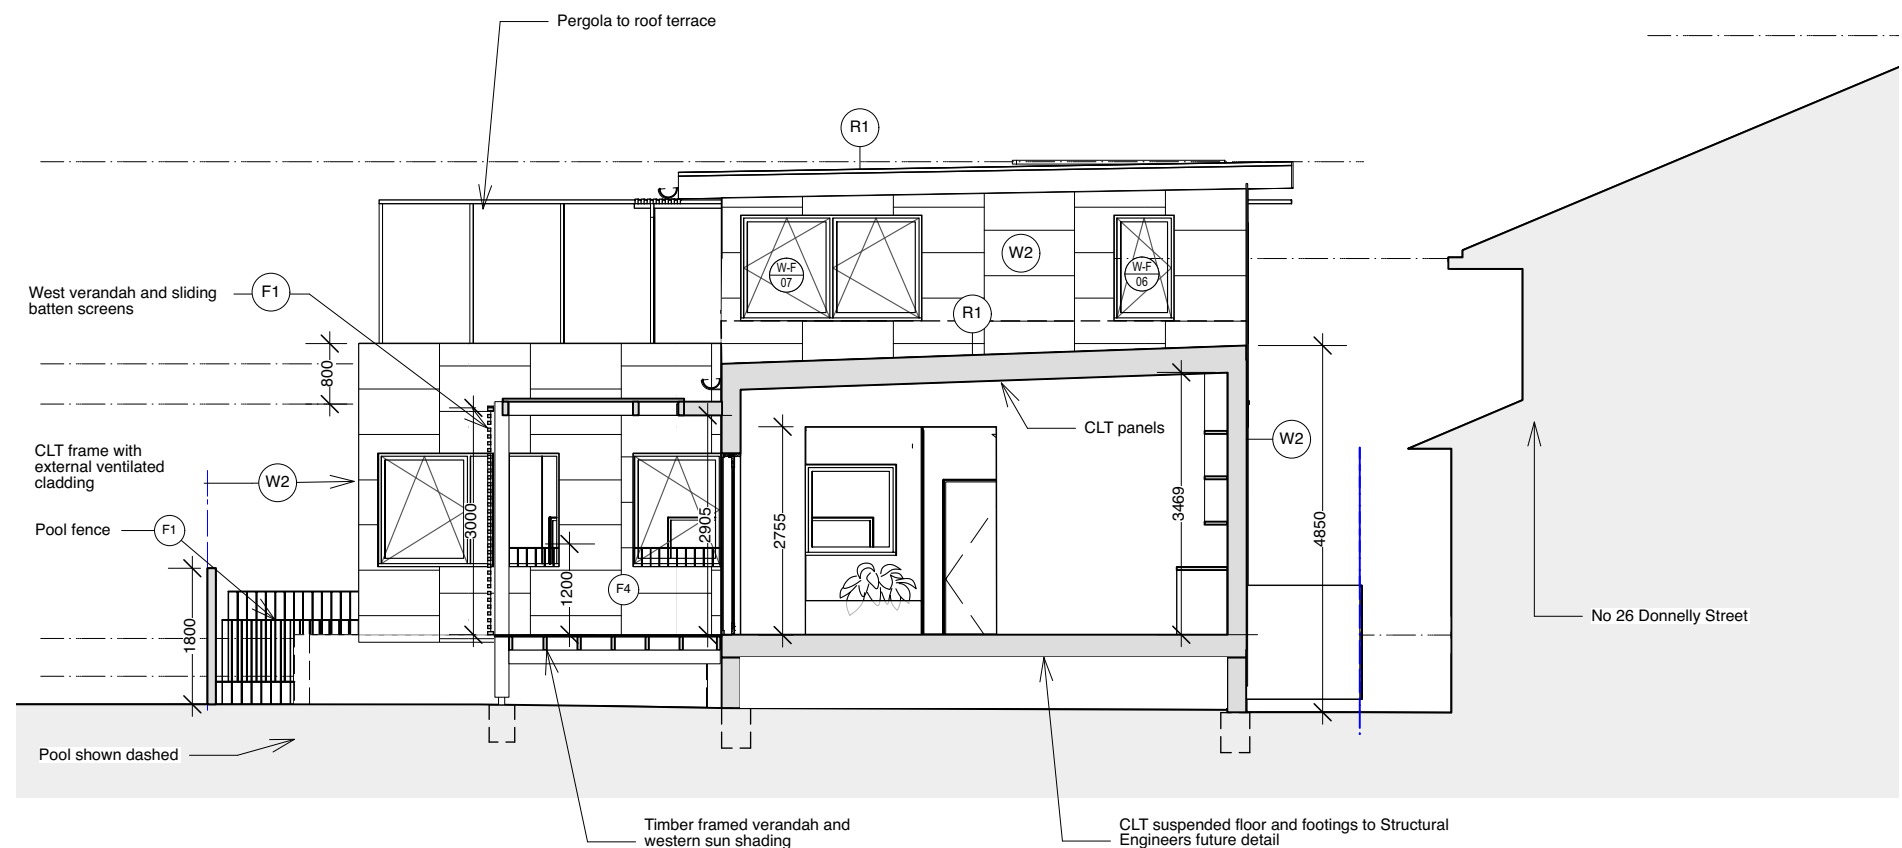 Pergola to roof terrace
R1
W2
W-F
07
W-F
06
R1
West verandah and sliding
batten screens
F1
800
CLT frame with
external ventilated
cladding
W2
Pool fence
F1
1800
3000
1200
F4
2905
2755
CLT panels
3469
W2
4850
No 26 Donnelly Street
Pool shown dashed
Timber framed verandah and
western sun shading
CLT suspended floor and footings to Structural
Engineers future detail